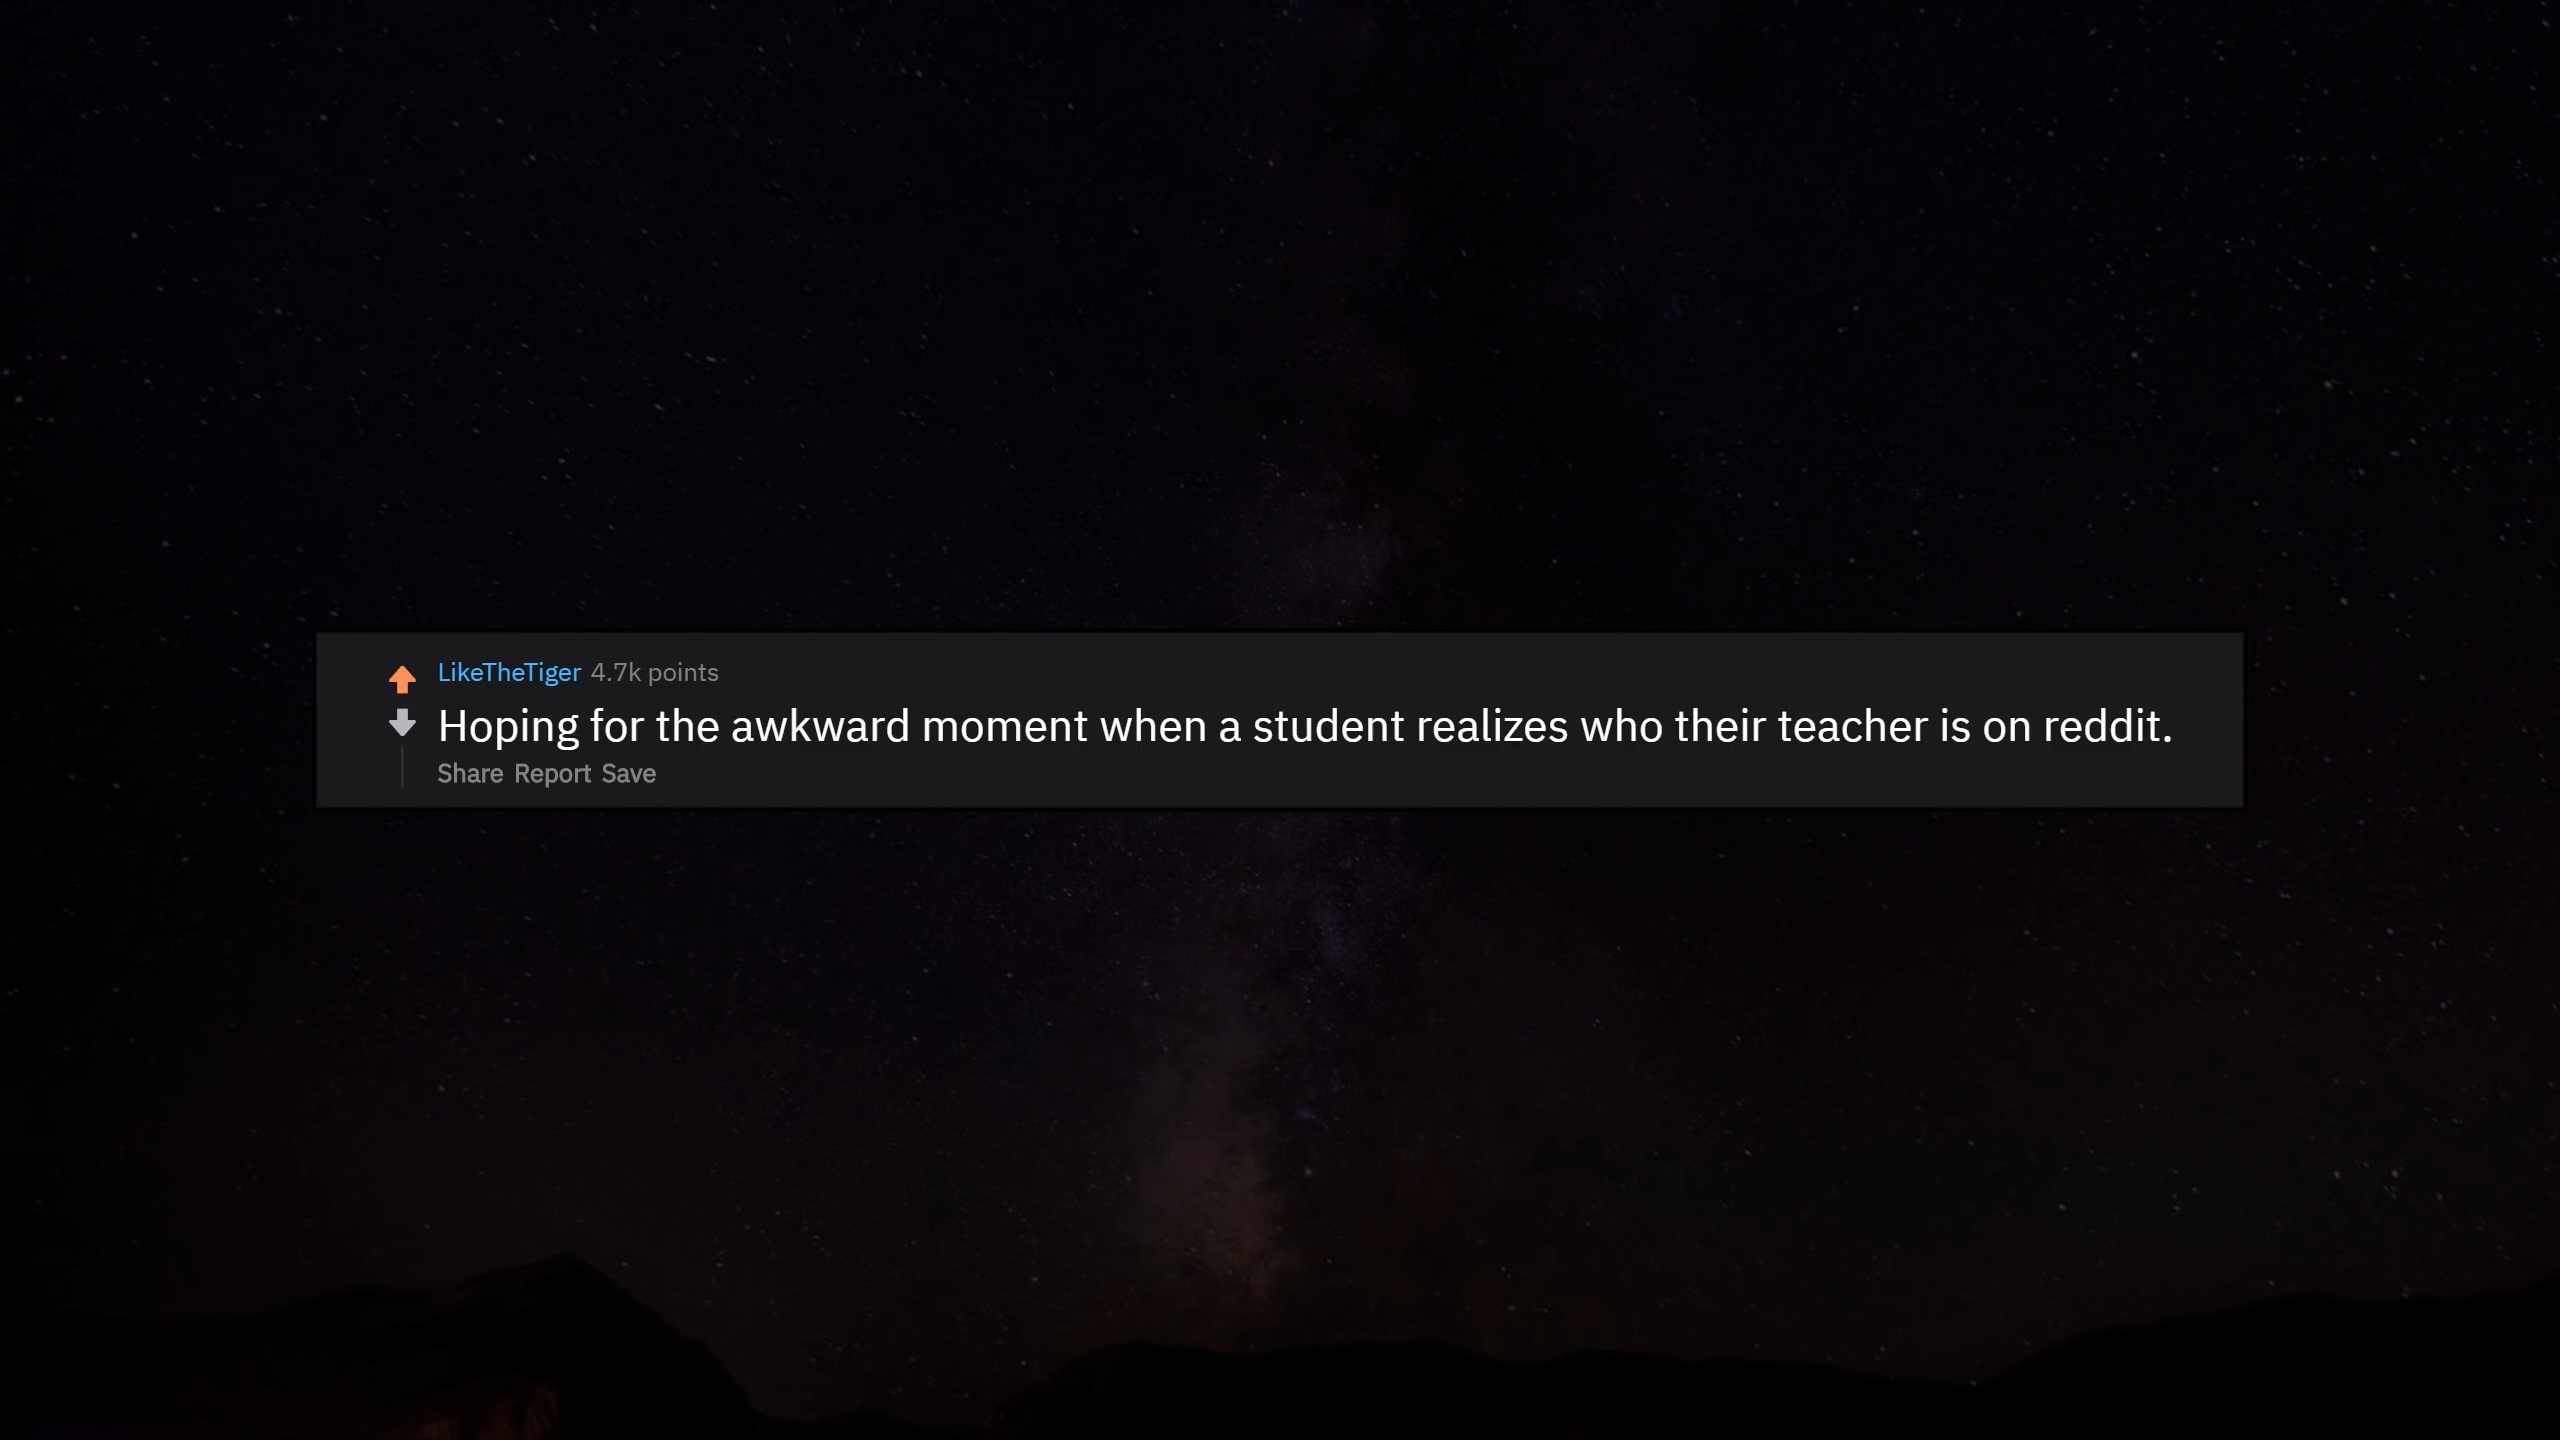 LikeTheTiger 4.7k points
Hoping for the awkward moment when a student realizes who their teacher is on reddit.
Share Report Save